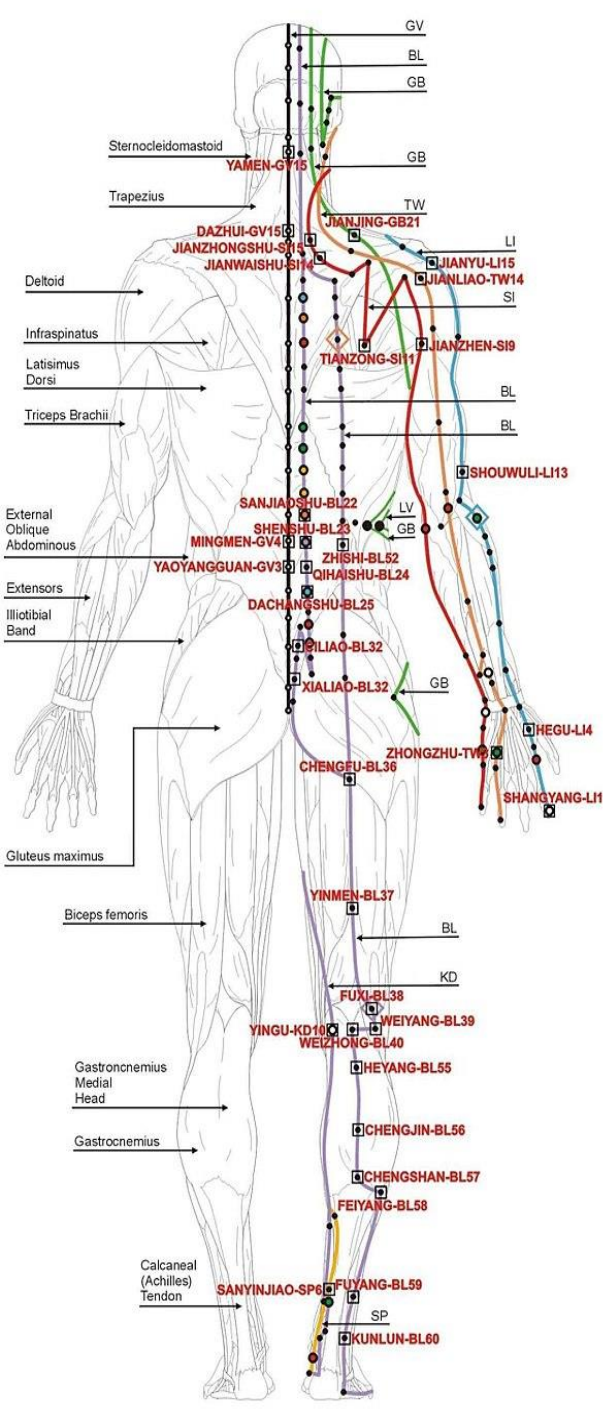 GV
BL
GB
Sternocleidomastoid
YAMEN-GV15
GB
Trapezius
TW
JIANJING-GB21
DAZHUI-GV15
JIANZHONGSHU-SI15
LI
JIANWAISHU-SI14
JIANYU-LI15
JIANLIAO-TW14
Deltoid
SI
Infraspinatus
TIANZONG-SI11
JIANZHEN-SI9
Latisimus
Dorsi
BL
Triceps Brachii
BL
SHOUWULI-LI13
SANJIAOSHU-BL22
LV
External
Oblique
Abdominous
SHENSHU-BL23
GB
MINGMEN-GV4
ZHISHI-BL52
YAOYANGGUAN-GV3
QIHAISHU-BL24
Extensors
DACHANGSHU-BL25
Illiotibial
Band
CILIAO-BL32
XIALIAO-BL32
GB
HEGU-LI4
ZHONGZHU-TW3
CHENGFU-BL36
SHANGYANG-LI1
Gluteus maximus
YINMEN-BL37
Biceps femoris
BL
KD
FUXI-BL38
WEIYANG-BL39
YINGU-KD10
WEIZHONG-BL40
HEYANG-BL55
Gastroncnemius
Medial
Head
CHENGJIN-BL56
Gastrocnemius
CHENGSHAN-BL57
FEIYANG-BL58
Calcaneal
(Achilles)
Tendon
SANYINJIAO-SP6
FUYANG-BL59
SP
KUNLUN-BL60